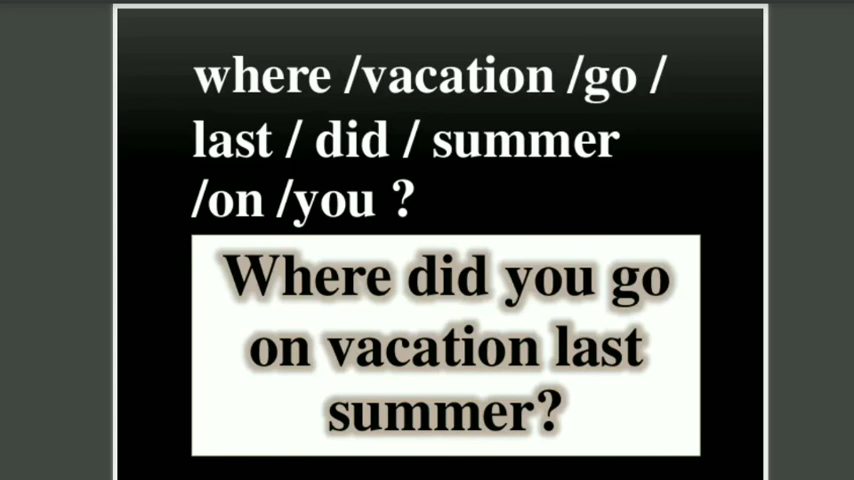 where /vacation /go /
last / did / summer
/on /you ?
Where did you go
on vacation last
summer?